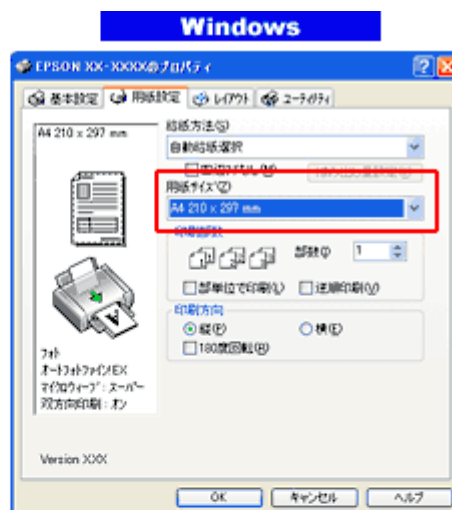 Windows
EPSON XX-XXXXのプロパティ
基本設定 用紙設定 レイアウト ユーティリティ
A4 210 x 297 mm
給紙方法(S)
自動給紙選択
用紙サイズ(Z)
A4 210 x 297 mm
印刷部数
部数(I) 1
部単位で印刷(L) 逆順印刷(V)
印刷方向
縦(P) 横(E)
180度回転(R)
フォト
オートフォトファイン!EX
マイクロウィーブ: スーパー
双方向印刷: オン
Version XXX
OK キャンセル ヘルプ